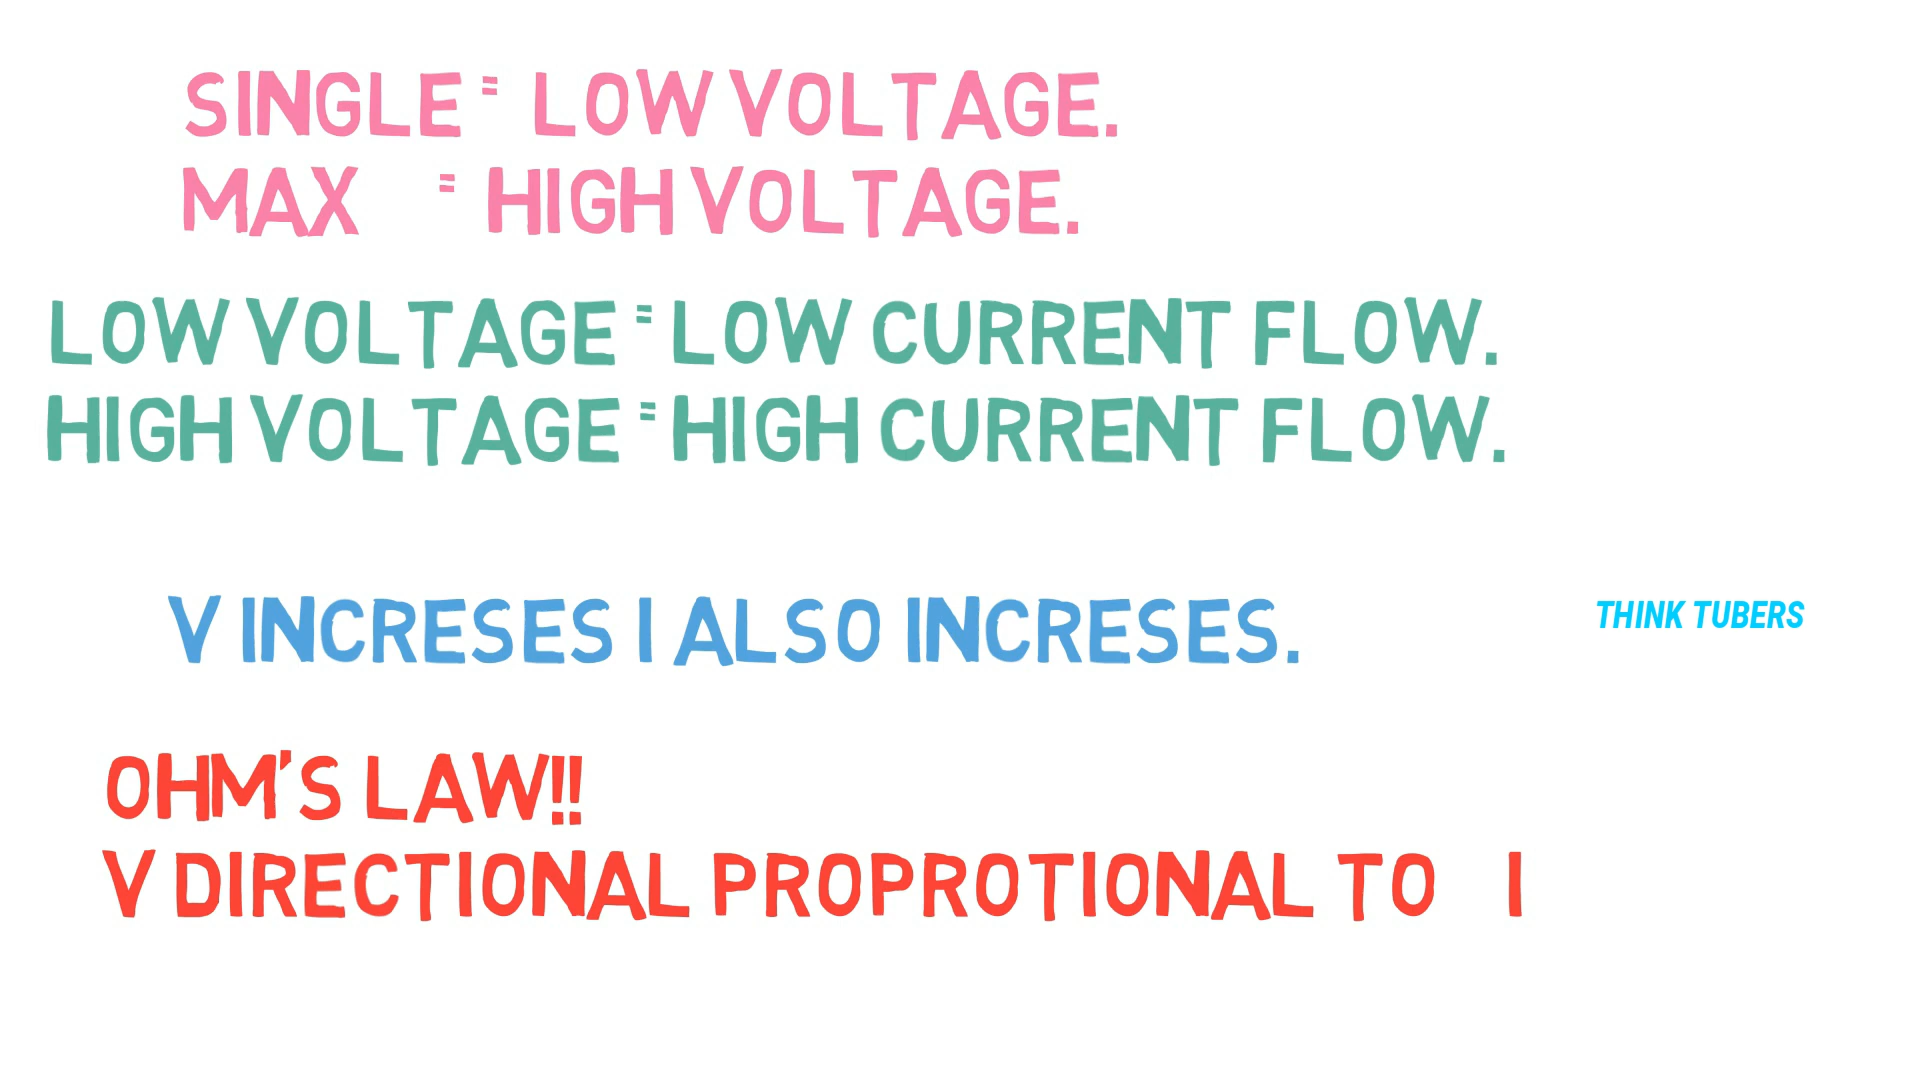 SINGLE = LOW VOLTAGE.
MAX = HIGH VOLTAGE.
LOW VOLTAGE = LOW CURRENT FLOW.
HIGH VOLTAGE = HIGH CURRENT FLOW.
V INCRESES I ALSO INCRESES.
THINK TUBERS
OHM'S LAW!!
V DIRECTIONAL PROPROTIONAL TO I